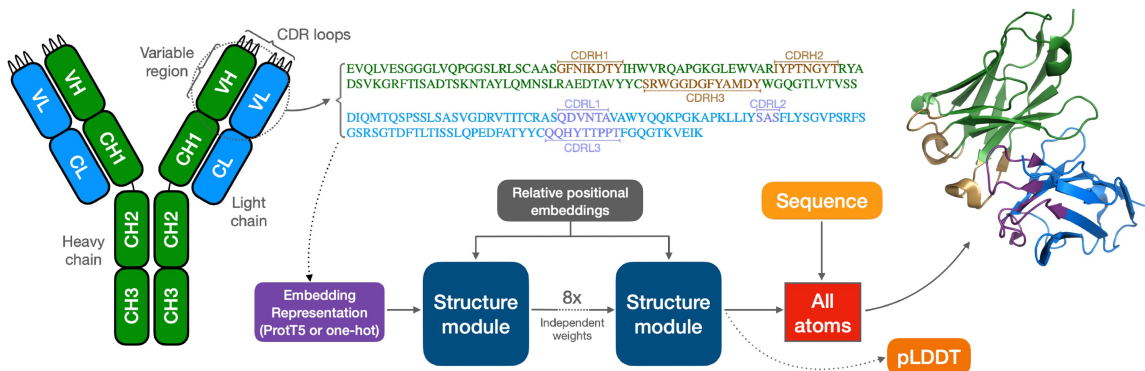 CDR loops
Variable
region
VH
VL
CH1
CL
VH
VL
CH1
CL
Light
chain
Heavy
chain
CH2
CH2
CH3
CH3
CDRH1
CDRH2
EVQLVESGGGLVQPGGSLRLSCAASGFNIKDTYIHWVRQAPGKGLEWVARIYPTNGYTRYA
DSVKGRFTISADTSKNTAYLQMNSLRAEDTAVYYCSRWGGDGFYAMDYWGQGTLVTVSS
CDRH3
CDRL1
CDRL2
DIQMTQSPSSLSASVGDRVTITCRASQDVNTAVAWYQQKPGKAPKLLIYSASFLYSGVPSRFS
GSRSGTDFTLTISSLQPEDFATYYCQQHYTTPPTFGQGTKVEIK
CDRL3
Relative positional
embeddings
Sequence
Embedding
Representation
(ProtT5 or one-hot)
Structure
module
8x
Independent
weights
Structure
module
All
atoms
pLDDT